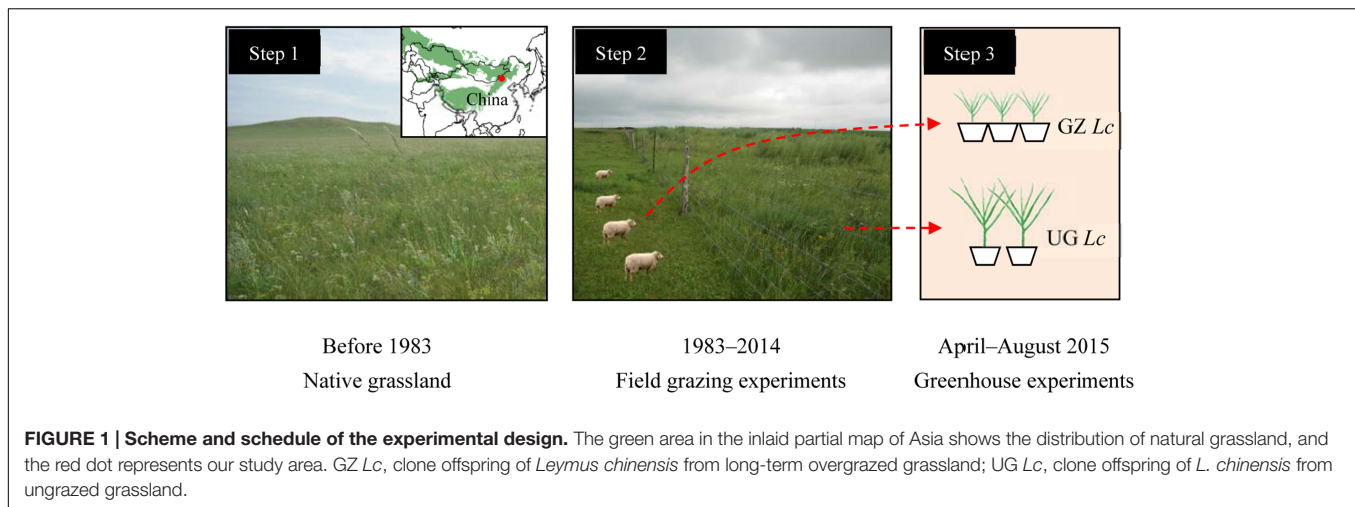 Step 1
China
Step 2
Step 3
GZ Lc
UG Lc
Before 1983
Native grassland
1983–2014
Field grazing experiments
April–August 2015
Greenhouse experiments
FIGURE 1 | Scheme and schedule of the experimental design. The green area in the inlaid partial map of Asia shows the distribution of natural grassland, and
the red dot represents our study area. GZ Lc, clone offspring of Leymus chinensis from long-term overgrazed grassland; UG Lc, clone offspring of L. chinensis from
ungrazed grassland.